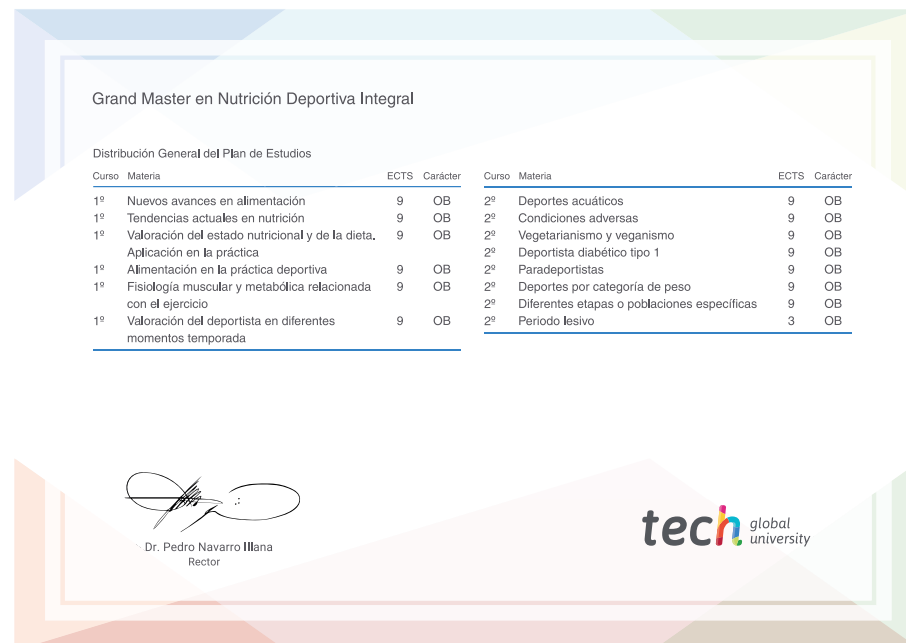 Grand Master en Nutrición Deportiva Integral
Distribución General del Plan de Estudios
Curso Materia ECTS Carácter
1º Nuevos avances en alimentación 9 OB
1º Tendencias actuales en nutrición 9 OB
1º Valoración del estado nutricional y de la dieta. 9 OB
Aplicación en la práctica
1º Alimentación en la práctica deportiva 9 OB
1º Fisiología muscular y metabólica relacionada 9 OB
con el ejercicio
1º Valoración del deportista en diferentes 9 OB
momentos temporada
Curso Materia ECTS Carácter
2º Deportes acuáticos 9 OB
2º Condiciones adversas 9 OB
2º Vegetarianismo y veganismo 9 OB
2º Deportista diabético tipo 1 9 OB
2º Paradeportistas 9 OB
2º Deportes por categoría de peso 9 OB
2º Diferentes etapas o poblaciones específicas 9 OB
2º Periodo lesivo 3 OB
Dr. Pedro Navarro Illana
Rector
tech global
university